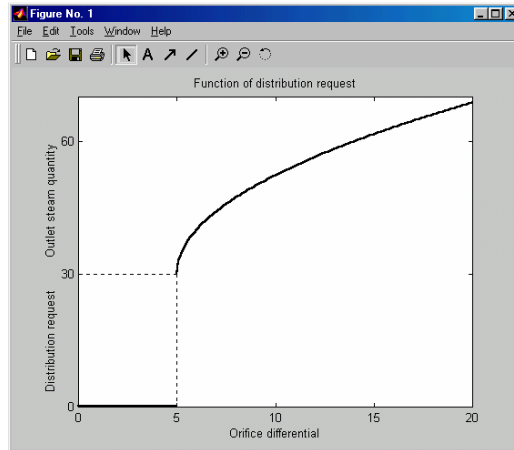 Figure No. 1
File Edit Tools Window Help
A
Function of distribution request
Outlet steam quantity
Distribution request
60
30
0
0 5 10 15 20
Orifice differential